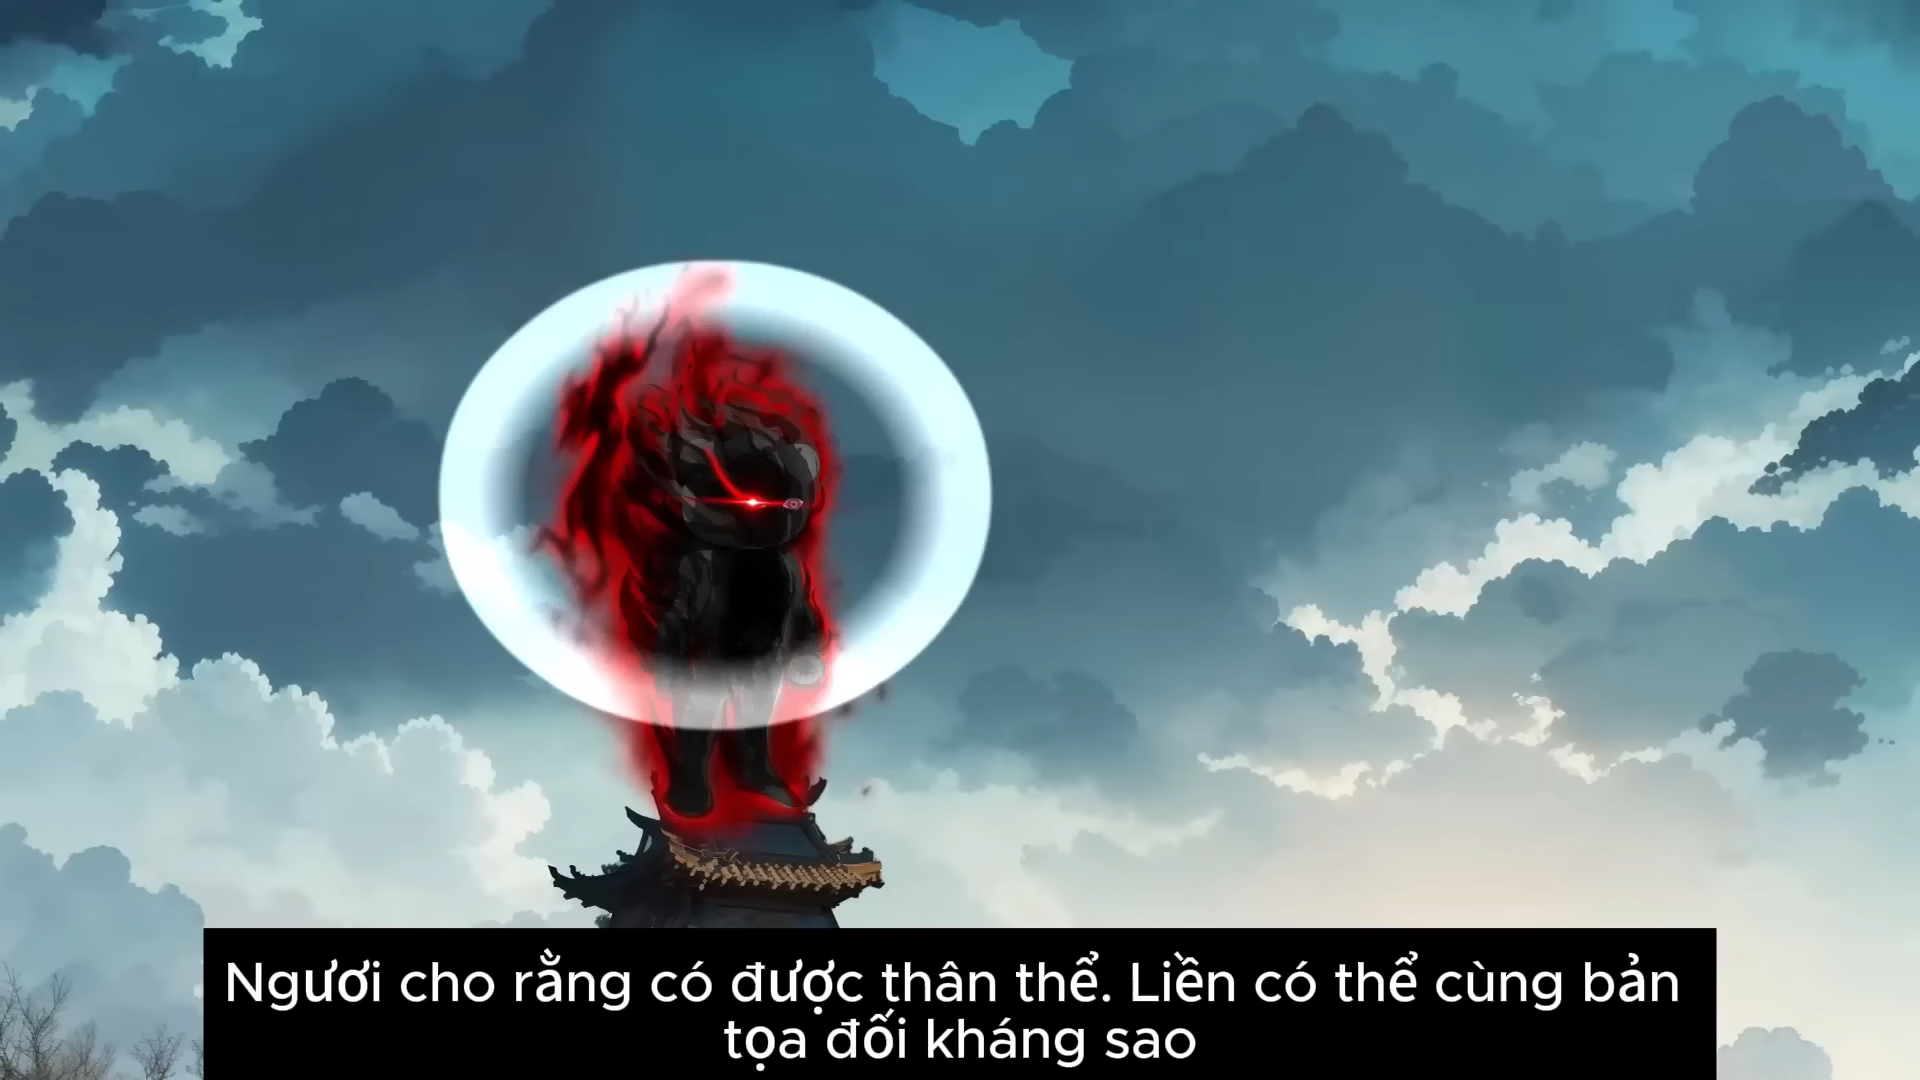 Ngươi cho rằng có được thân thể. Liền có thể cùng bản
tọa đối kháng sao